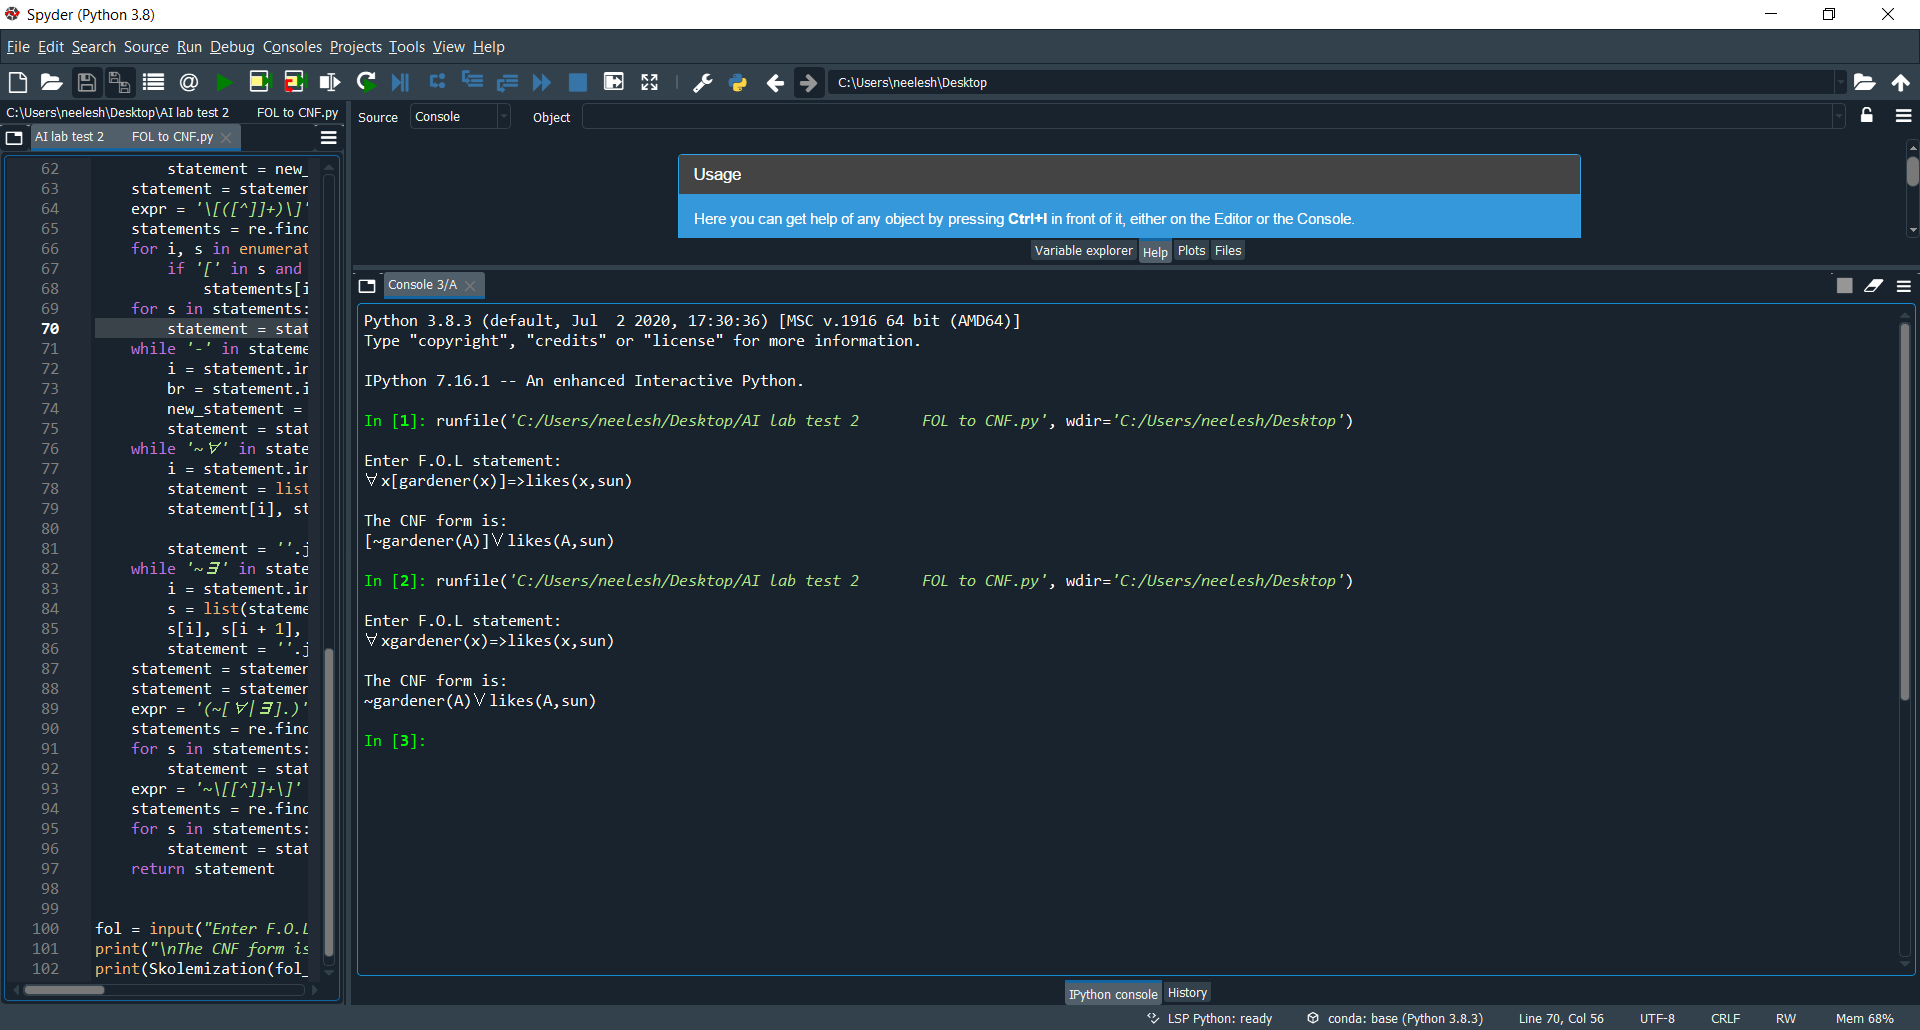 Spyder (Python 3.8)
File Edit Search Source Run Debug Consoles Projects Tools View Help
C:\Users\neelesh\Desktop
C:\Users\neelesh\Desktop\AI lab test 2 FOL to CNF.py
AI lab test 2 FOL to CNF.py
62 statement = new_
63 statement = statemer
64 expr = '\[([^]]+)\]'
65 statements = re.find
66 for i, s in enumerat
67 if '[' in s and
68 statements[i
69 for s in statements:
70 statement = stat
71 while '-' in stateme
72 i = statement.in
73 br = statement.i
74 new_statement =
75 statement = stat
76 while '~∀' in state
77 i = statement.in
78 statement = list
79 statement[i], st
80
81 statement = ''.j
82 while '~∃' in state
83 i = statement.in
84 s = list(stateme
85 s[i], s[i + 1],
86 statement = ''.j
87 statement = statemer
88 statement = statemer
89 expr = '(~[∀|∃].)'
90 statements = re.find
91 for s in statements:
92 statement = stat
93 expr = '~\[[^]]+\]'
94 statements = re.find
95 for s in statements:
96 statement = stat
97 return statement
98
99
100 fol = input("Enter F.O.L
101 print("\nThe CNF form is
102 print(Skolemization(fol_
Source Console Object
Usage
Here you can get help of any object by pressing Ctrl+I in front of it, either on the Editor or the Console.
Variable explorer Help Plots Files
Console 3/A
Python 3.8.3 (default, Jul  2 2020, 17:30:36) [MSC v.1916 64 bit (AMD64)]
Type "copyright", "credits" or "license" for more information.
IPython 7.16.1 -- An enhanced Interactive Python.
In [1]: runfile('C:/Users/neelesh/Desktop/AI lab test 2       FOL to CNF.py', wdir='C:/Users/neelesh/Desktop')
Enter F.O.L statement:
∀x[gardener(x)]=>likes(x,sun)
The CNF form is:
[~gardener(A)]∨likes(A,sun)
In [2]: runfile('C:/Users/neelesh/Desktop/AI lab test 2       FOL to CNF.py', wdir='C:/Users/neelesh/Desktop')
Enter F.O.L statement:
∀xgardener(x)=>likes(x,sun)
The CNF form is:
~gardener(A)∨likes(A,sun)
In [3]:
IPython console History
LSP Python: ready conda: base (Python 3.8.3) Line 70, Col 56 UTF-8 CRLF RW Mem 68%